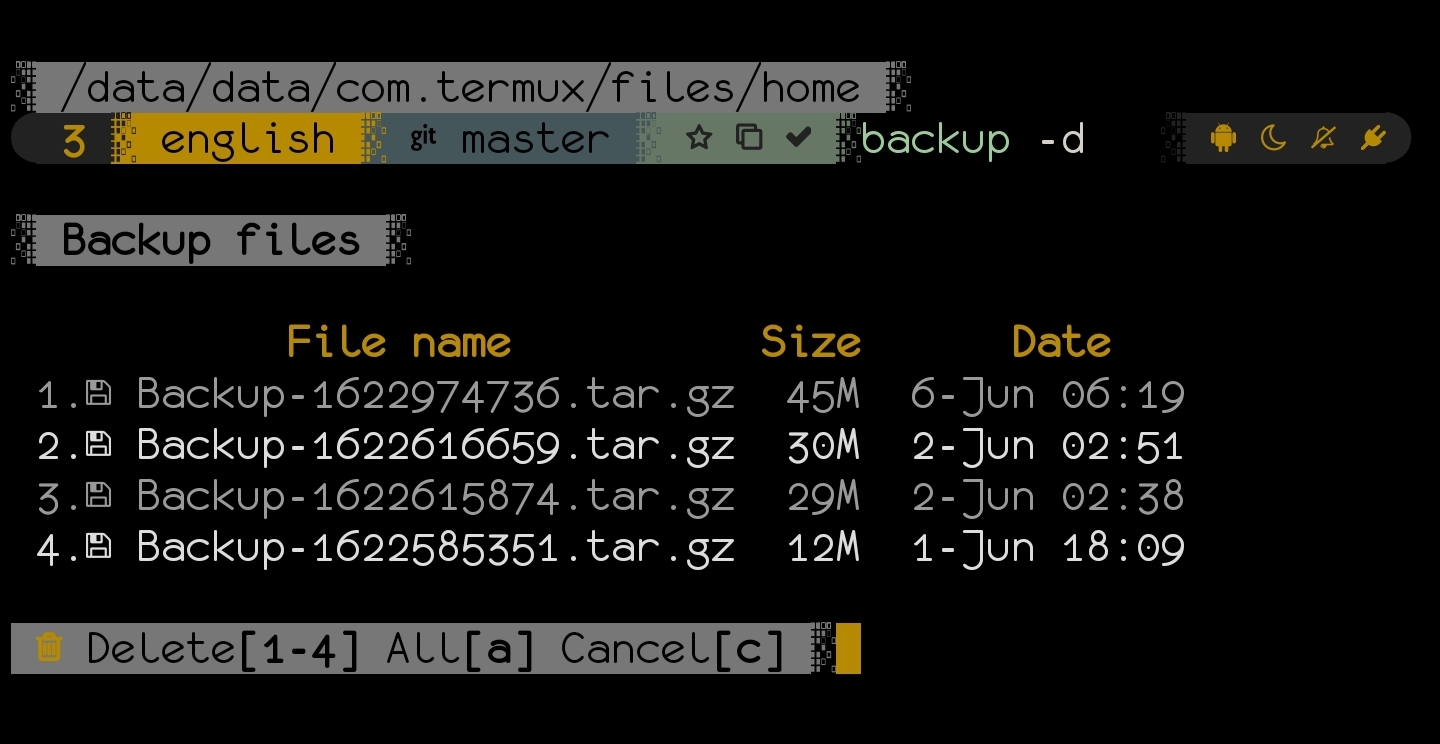 /data/data/com.termux/files/home
3 english git master backup -d
Backup files
File name Size Date
1. Backup-1622974736.tar.gz 45M 6-Jun 06:19
2. Backup-1622616659.tar.gz 30M 2-Jun 02:51
3. Backup-1622615874.tar.gz 29M 2-Jun 02:38
4. Backup-1622585351.tar.gz 12M 1-Jun 18:09
Delete[1-4] All[a] Cancel[c]